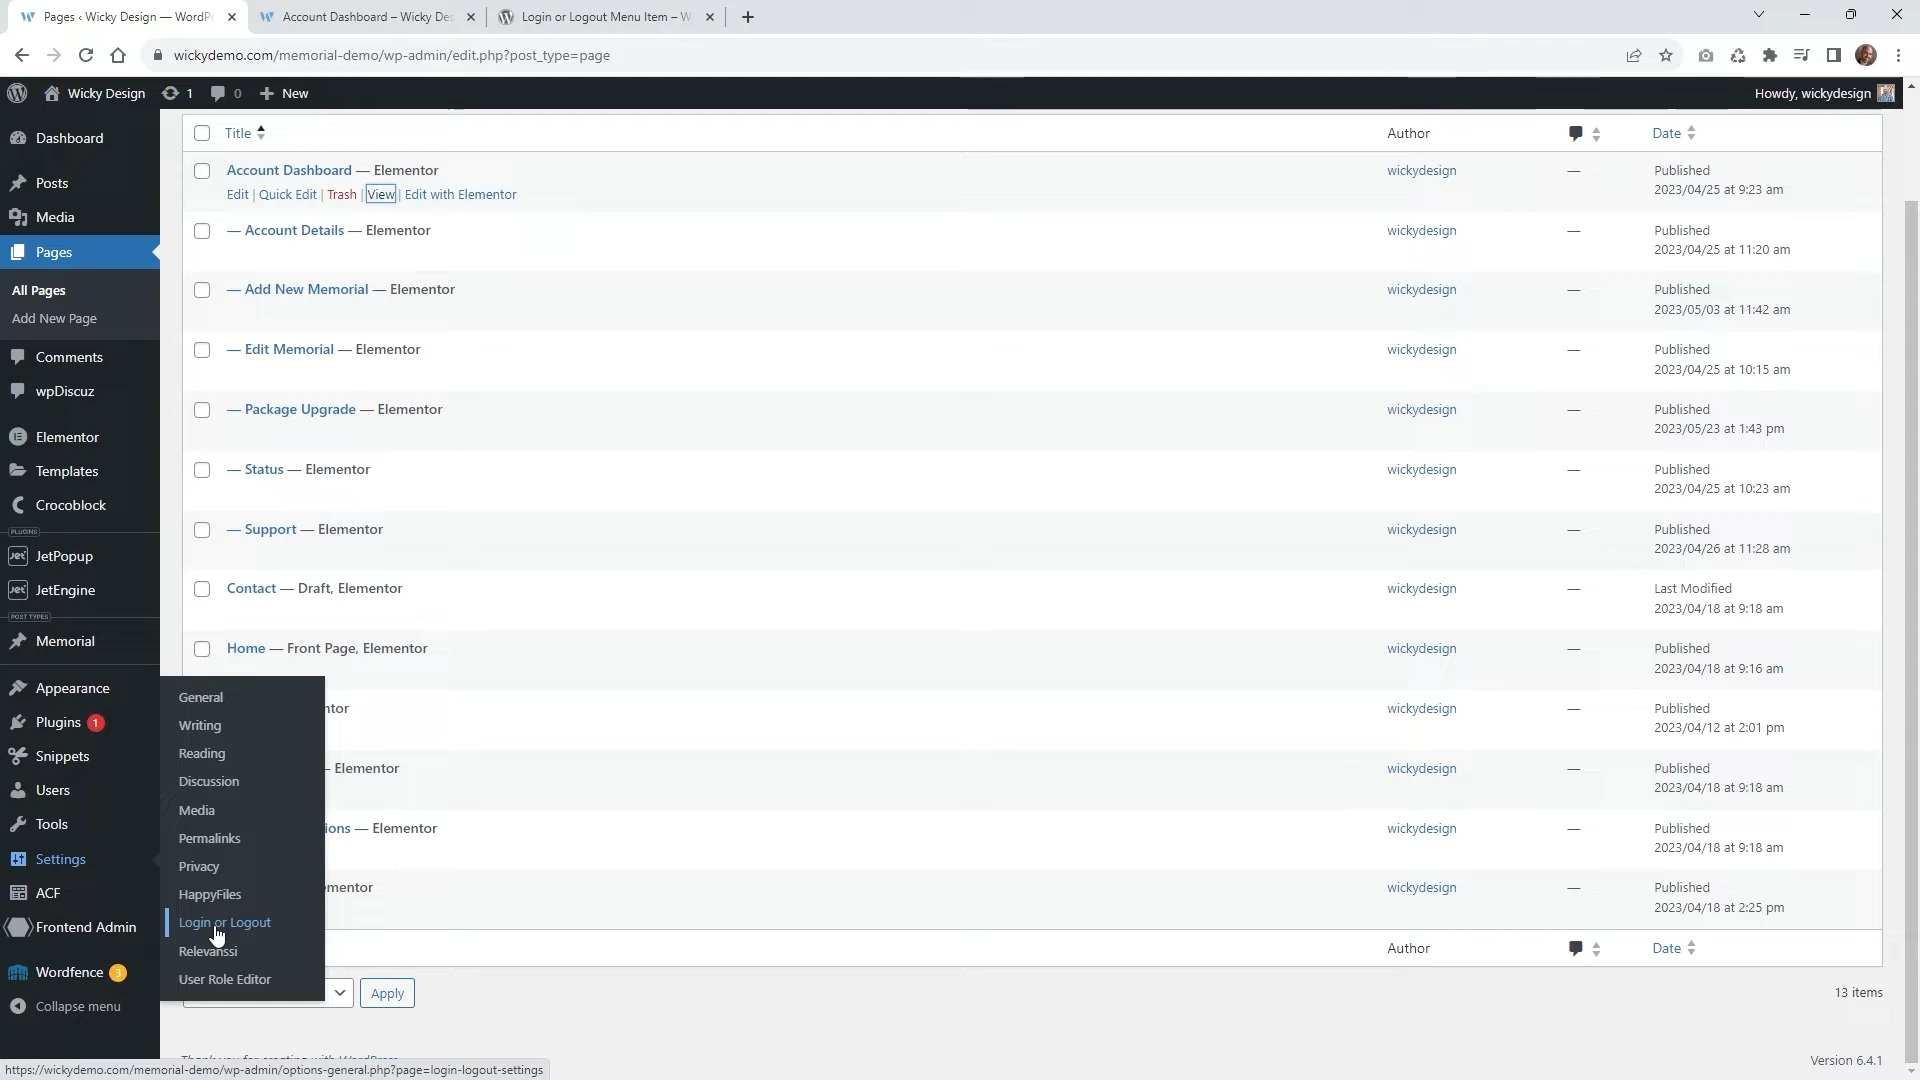 Pages ‹ Wicky Design — WordP
Account Dashboard – Wicky Des
Login or Logout Menu Item – W
wickydemo.com/memorial-demo/wp-admin/edit.php?post_type=page
Wicky Design
1
0
New
Howdy, wickydesign
Dashboard
Posts
Media
Pages
All Pages
Add New Page
Comments
wpDiscuz
Elementor
Templates
Crocoblock
PLUGINS
JetPopup
JetEngine
POST TYPES
Memorial
Appearance
Plugins 1
Snippets
Users
Tools
Settings
ACF
Frontend Admin
Wordfence 3
Collapse menu
General
Writing
Reading
Discussion
Media
Permalinks
Privacy
HappyFiles
Login or Logout
Relevanssi
User Role Editor
Title
Author
Date
Account Dashboard — Elementor
Edit | Quick Edit | Trash | View | Edit with Elementor
wickydesign
—
Published
2023/04/25 at 9:23 am
— Account Details — Elementor
wickydesign
—
Published
2023/04/25 at 11:20 am
— Add New Memorial — Elementor
wickydesign
—
Published
2023/05/03 at 11:42 am
— Edit Memorial — Elementor
wickydesign
—
Published
2023/04/25 at 10:15 am
— Package Upgrade — Elementor
wickydesign
—
Published
2023/05/23 at 1:43 pm
— Status — Elementor
wickydesign
—
Published
2023/04/25 at 10:23 am
— Support — Elementor
wickydesign
—
Published
2023/04/26 at 11:28 am
Contact — Draft, Elementor
wickydesign
—
Last Modified
2023/04/18 at 9:18 am
Home — Front Page, Elementor
wickydesign
—
Published
2023/04/18 at 9:16 am
ntor
wickydesign
—
Published
2023/04/12 at 2:01 pm
– Elementor
wickydesign
—
Published
2023/04/18 at 9:18 am
ions — Elementor
wickydesign
—
Published
2023/04/18 at 9:18 am
ementor
wickydesign
—
Published
2023/04/18 at 2:25 pm
Author
Date
Apply
13 items
Version 6.4.1
https://wickydemo.com/memorial-demo/wp-admin/options-general.php?page=login-logout-settings